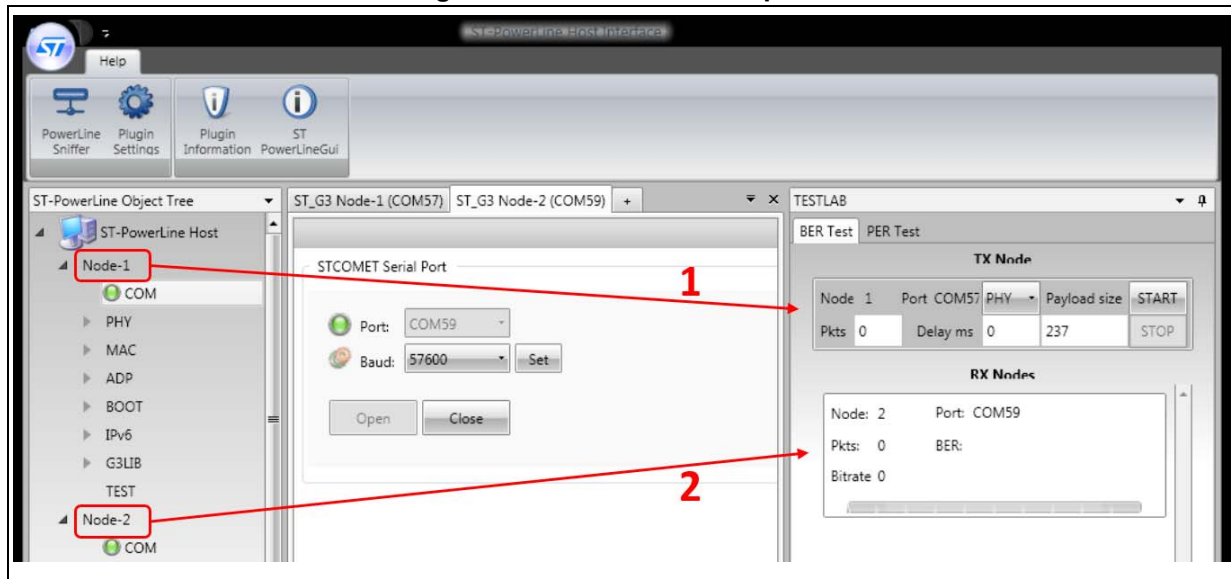 ST-PowerLine Host Interface
Help
PowerLine Sniffer
Plugin Settings
Plugin Information
ST PowerLineGui
ST-PowerLine Object Tree
ST-PowerLine Host
Node-1
COM
PHY
MAC
ADP
BOOT
IPv6
G3LIB
TEST
Node-2
COM
ST_G3 Node-1 (COM57) ST_G3 Node-2 (COM59) +
STCOMET Serial Port
Port: COM59
Baud: 57600 Set
Open Close
1
2
TESTLAB
BER Test PER Test
TX Node
Node 1 Port COM57 PHY Payload size START
Pkts 0 Delay ms 0 237 STOP
RX Nodes
Node: 2 Port: COM59
Pkts: 0 BER:
Bitrate 0